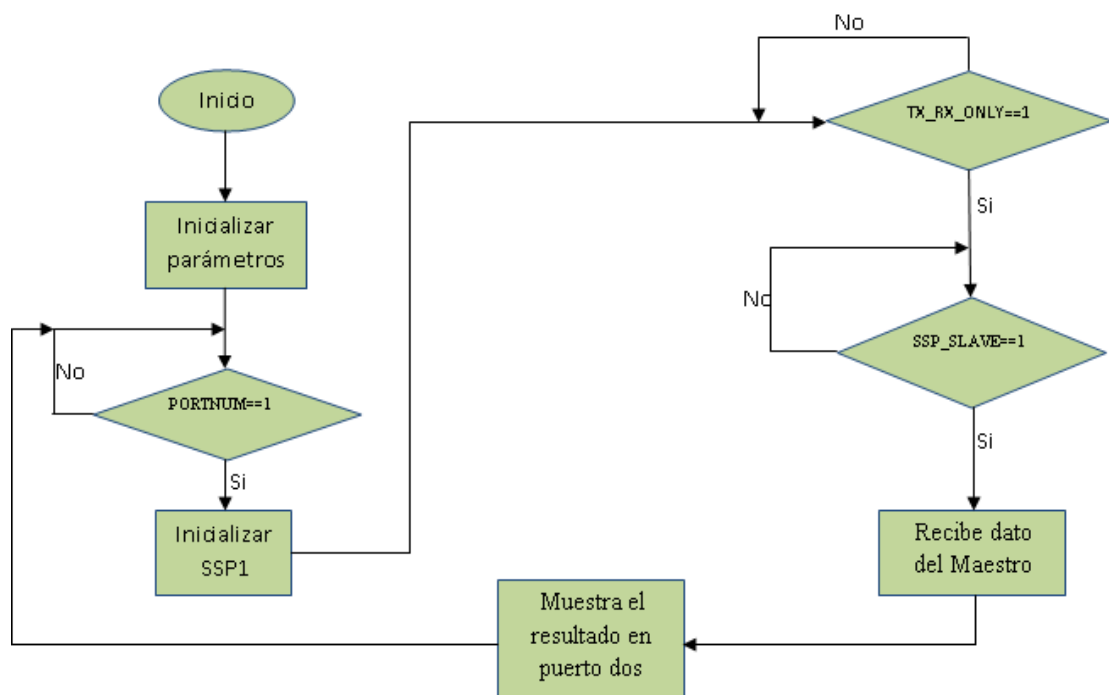 Inicio
Inicializar
parámetros
No
PORTNUM==1
Si
Inicializar
SSP1
No
TX_RX_ONLY==1
Si
No
SSP_SLAVE==1
Si
Recibe dato
del Maestro
Muestra el
resultado en
puerto dos